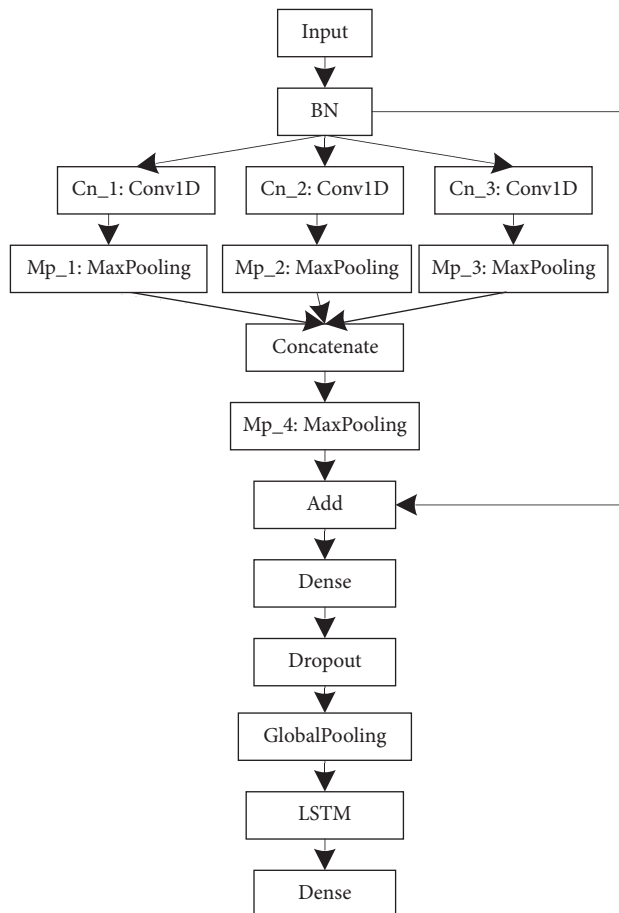 Input
BN
Cn_1: Conv1D
Cn_2: Conv1D
Cn_3: Conv1D
Mp_1: MaxPooling
Mp_2: MaxPooling
Mp_3: MaxPooling
Concatenate
Mp_4: MaxPooling
Add
Dense
Dropout
GlobalPooling
LSTM
Dense